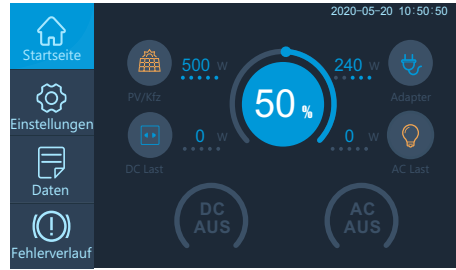 2020-05-20 10:50:50
Startseite
Einstellungen
Daten
Fehlerverlauf
500 W
PV/Kfz
240 W
Adapter
50 %
0 W
DC Last
0 W
AC Last
DC
AUS
AC
AUS